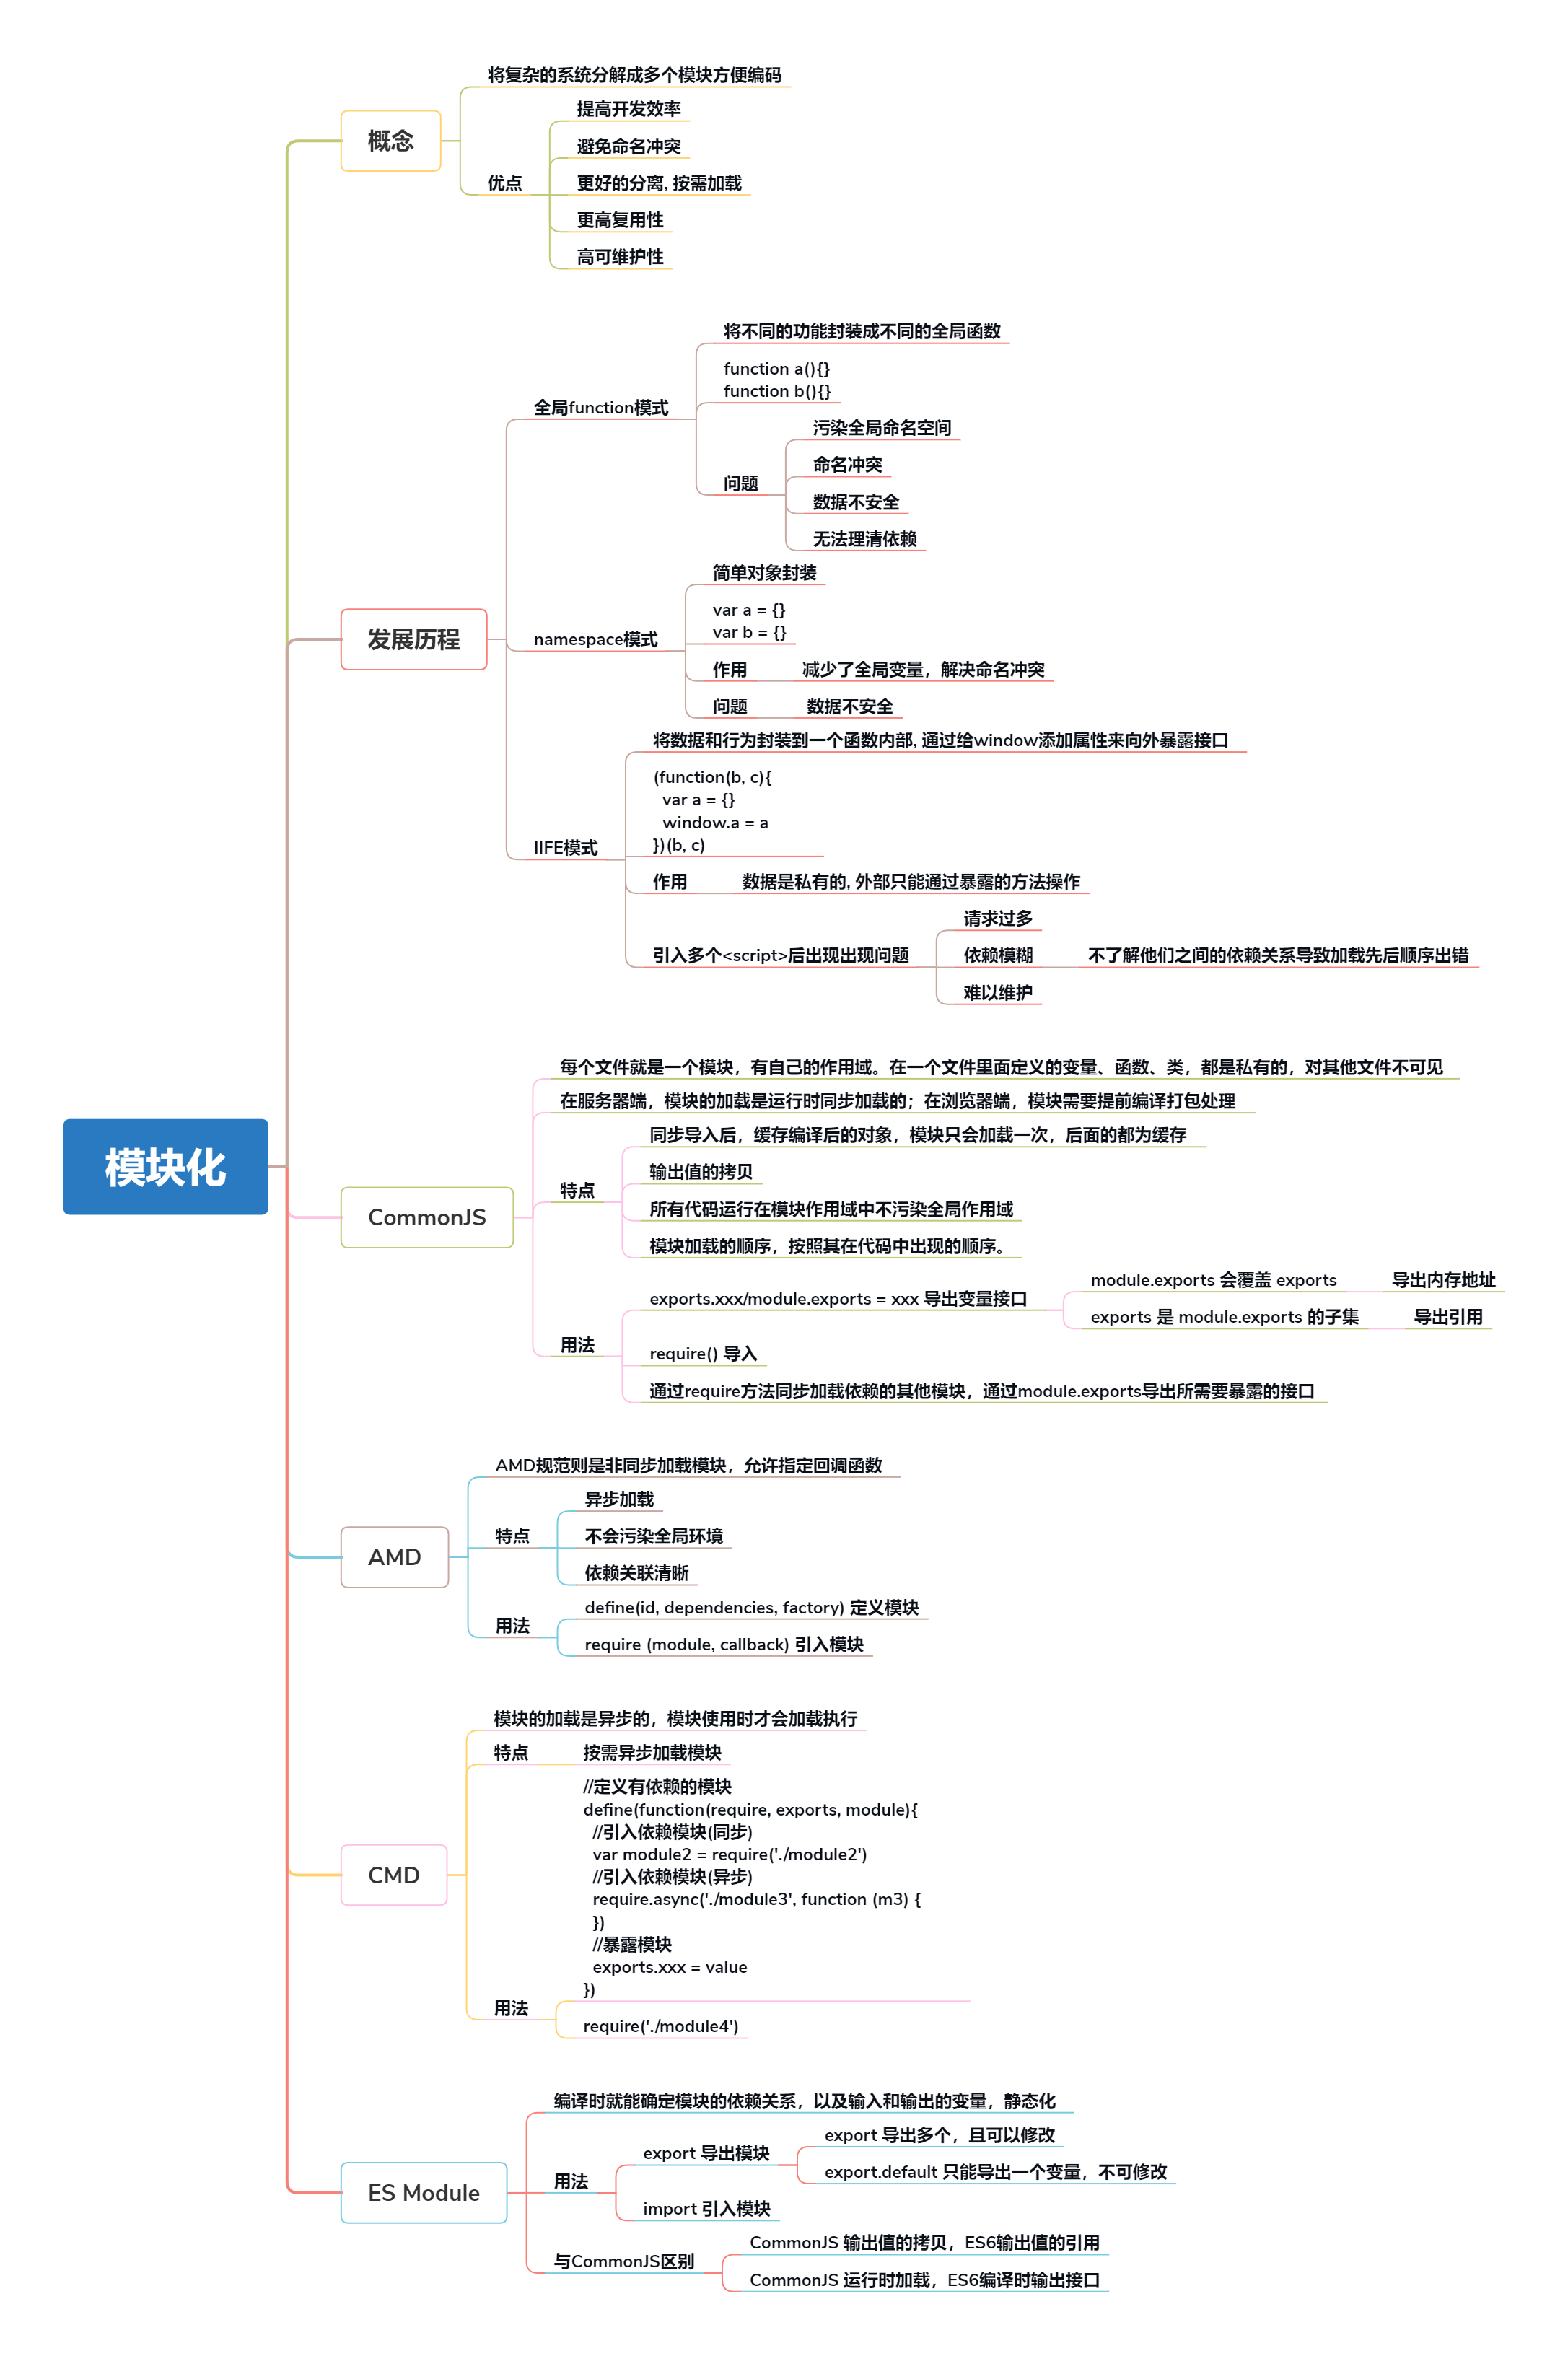 模块化
概念
将复杂的系统分解成多个模块方便编码
优点
提高开发效率
避免命名冲突
更好的分离, 按需加载
更高复用性
高可维护性
发展历程
全局function模式
将不同的功能封装成不同的全局函数
function a(){}
function b(){}
问题
污染全局命名空间
命名冲突
数据不安全
无法理清依赖
namespace模式
简单对象封装
var a = {}
var b = {}
作用
减少了全局变量，解决命名冲突
问题
数据不安全
IIFE模式
将数据和行为封装到一个函数内部, 通过给window添加属性来向外暴露接口
(function(b, c){
var a = {}
window.a = a
})(b, c)
作用
数据是私有的, 外部只能通过暴露的方法操作
引入多个<script>后出现出现问题
请求过多
依赖模糊
不了解他们之间的依赖关系导致加载先后顺序出错
难以维护
CommonJS
每个文件就是一个模块，有自己的作用域。在一个文件里面定义的变量、函数、类，都是私有的，对其他文件不可见
在服务器端，模块的加载是运行时同步加载的；在浏览器端，模块需要提前编译打包处理
特点
同步导入后，缓存编译后的对象，模块只会加载一次，后面的都为缓存
输出值的拷贝
所有代码运行在模块作用域中不污染全局作用域
模块加载的顺序，按照其在代码中出现的顺序。
用法
exports.xxx/module.exports = xxx 导出变量接口
module.exports 会覆盖 exports
导出内存地址
exports 是 module.exports 的子集
导出引用
require() 导入
通过require方法同步加载依赖的其他模块，通过module.exports导出所需要暴露的接口
AMD
AMD规范则是非同步加载模块，允许指定回调函数
特点
异步加载
不会污染全局环境
依赖关联清晰
用法
define(id, dependencies, factory) 定义模块
require (module, callback) 引入模块
CMD
模块的加载是异步的，模块使用时才会加载执行
特点
按需异步加载模块
用法
//定义有依赖的模块
define(function(require, exports, module){
//引入依赖模块(同步)
var module2 = require('./module2')
//引入依赖模块(异步)
require.async('./module3', function (m3) {
})
//暴露模块
exports.xxx = value
})
require('./module4')
ES Module
编译时就能确定模块的依赖关系，以及输入和输出的变量，静态化
用法
export 导出模块
export 导出多个，且可以修改
export.default 只能导出一个变量，不可修改
import 引入模块
与CommonJS区别
CommonJS 输出值的拷贝，ES6输出值的引用
CommonJS 运行时加载，ES6编译时输出接口